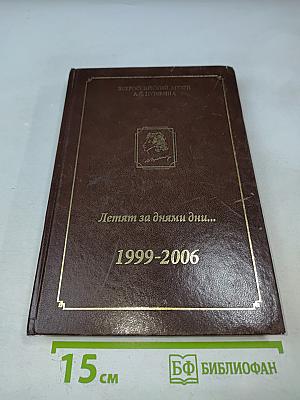 ВСЕРОССИЙСКИЙ МУЗЕЙ
А.С. ПУШКИНА
Летят за днями дни...
1999-2006
15 см
БФ БИБЛИОФАН